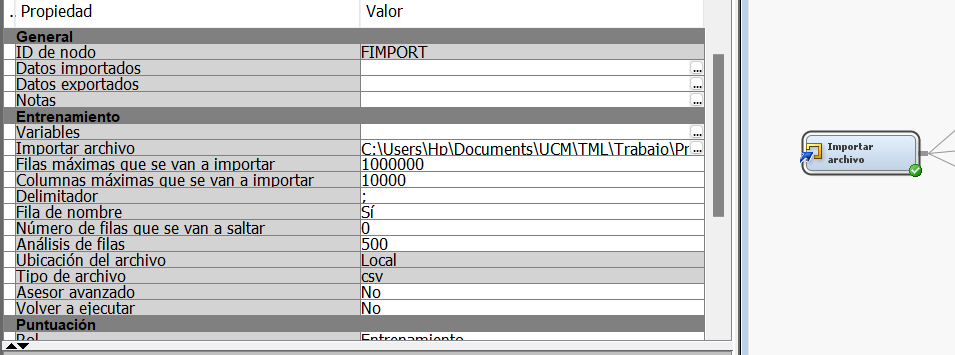 .. Propiedad Valor
General
ID de nodo FIMPORT
Datos importados ...
Datos exportados ...
Notas ...
Entrenamiento
Variables ...
Importar archivo C:\Users\Hp\Documents\UCM\TML\Trabajo\Pr ...
Filas máximas que se van a importar 1000000
Columnas máximas que se van a importar 10000
Delimitador ;
Fila de nombre Sí
Número de filas que se van a saltar 0
Análisis de filas 500
Ubicación del archivo Local
Tipo de archivo csv
Asesor avanzado No
Volver a ejecutar No
Puntuación
Rol Entrenamiento
Importar
archivo